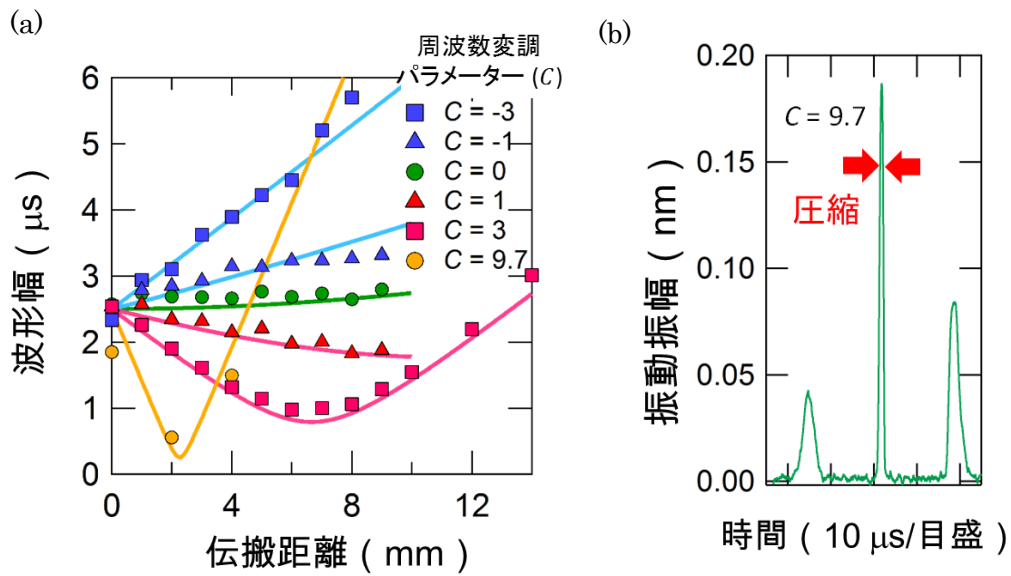 (a)
周波数変調
パラメーター (C)
C = -3
C = -1
C = 0
C = 1
C = 3
C = 9.7
6
5
4
3
2
1
0
0
4
8
12
波形幅 ( μs )
伝搬距離 ( mm )
(b)
C = 9.7
圧縮
0.20
0.15
0.10
0.05
0.00
振動振幅 ( nm )
時間 ( 10 μs/目盛 )